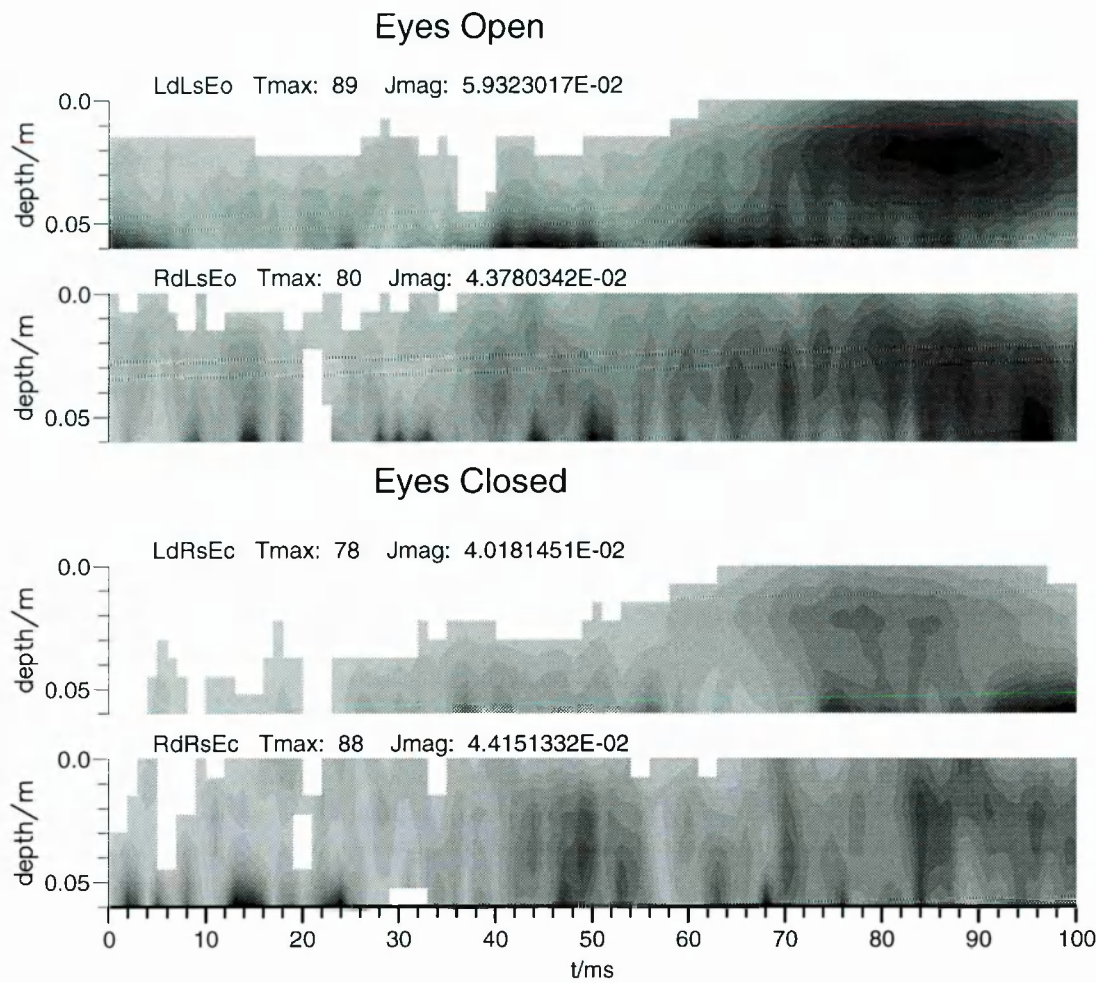 Eyes Open
LdLsEo Tmax: 89 Jmag: 5.9323017E-02
0.0
depth/m
0.05
RdLsEo Tmax: 80 Jmag: 4.3780342E-02
0.0
depth/m
0.05
Eyes Closed
LdRsEc Tmax: 78 Jmag: 4.0181451E-02
0.0
depth/m
0.05
RdRsEc Tmax: 88 Jmag: 4.4151332E-02
0.0
depth/m
0.05
0 10 20 30 40 50 60 70 80 90 100
t/ms